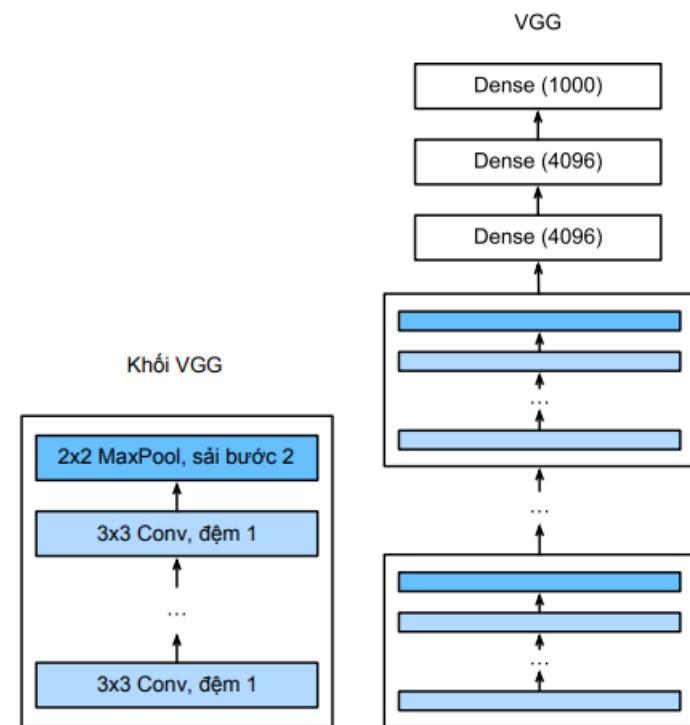 VGG
Dense (1000)
Dense (4096)
Dense (4096)
...
...
...
Khối VGG
2x2 MaxPool, sải bước 2
3x3 Conv, đệm 1
...
3x3 Conv, đệm 1